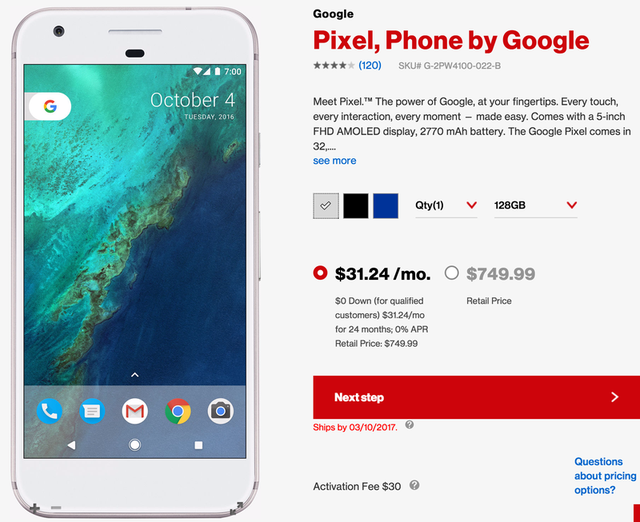 7:00
G
October 4
TUESDAY, 2016
Google
Pixel, Phone by Google
(120) SKU# G-2PW4100-022-B
Meet Pixel.™ The power of Google, at your fingertips. Every touch,
every interaction, every moment — made easy. Comes with a 5-inch
FHD AMOLED display, 2770 mAh battery. The Google Pixel comes in
32,....
see more
Qty(1) 128GB
$31.24 /mo. $749.99
$0 Down (for qualified
customers) $31.24/mo
for 24 months; 0% APR
Retail Price: $749.99
Retail Price
Next step
Ships by 03/10/2017. ?
Activation Fee $30 ?
Questions
about pricing
options?